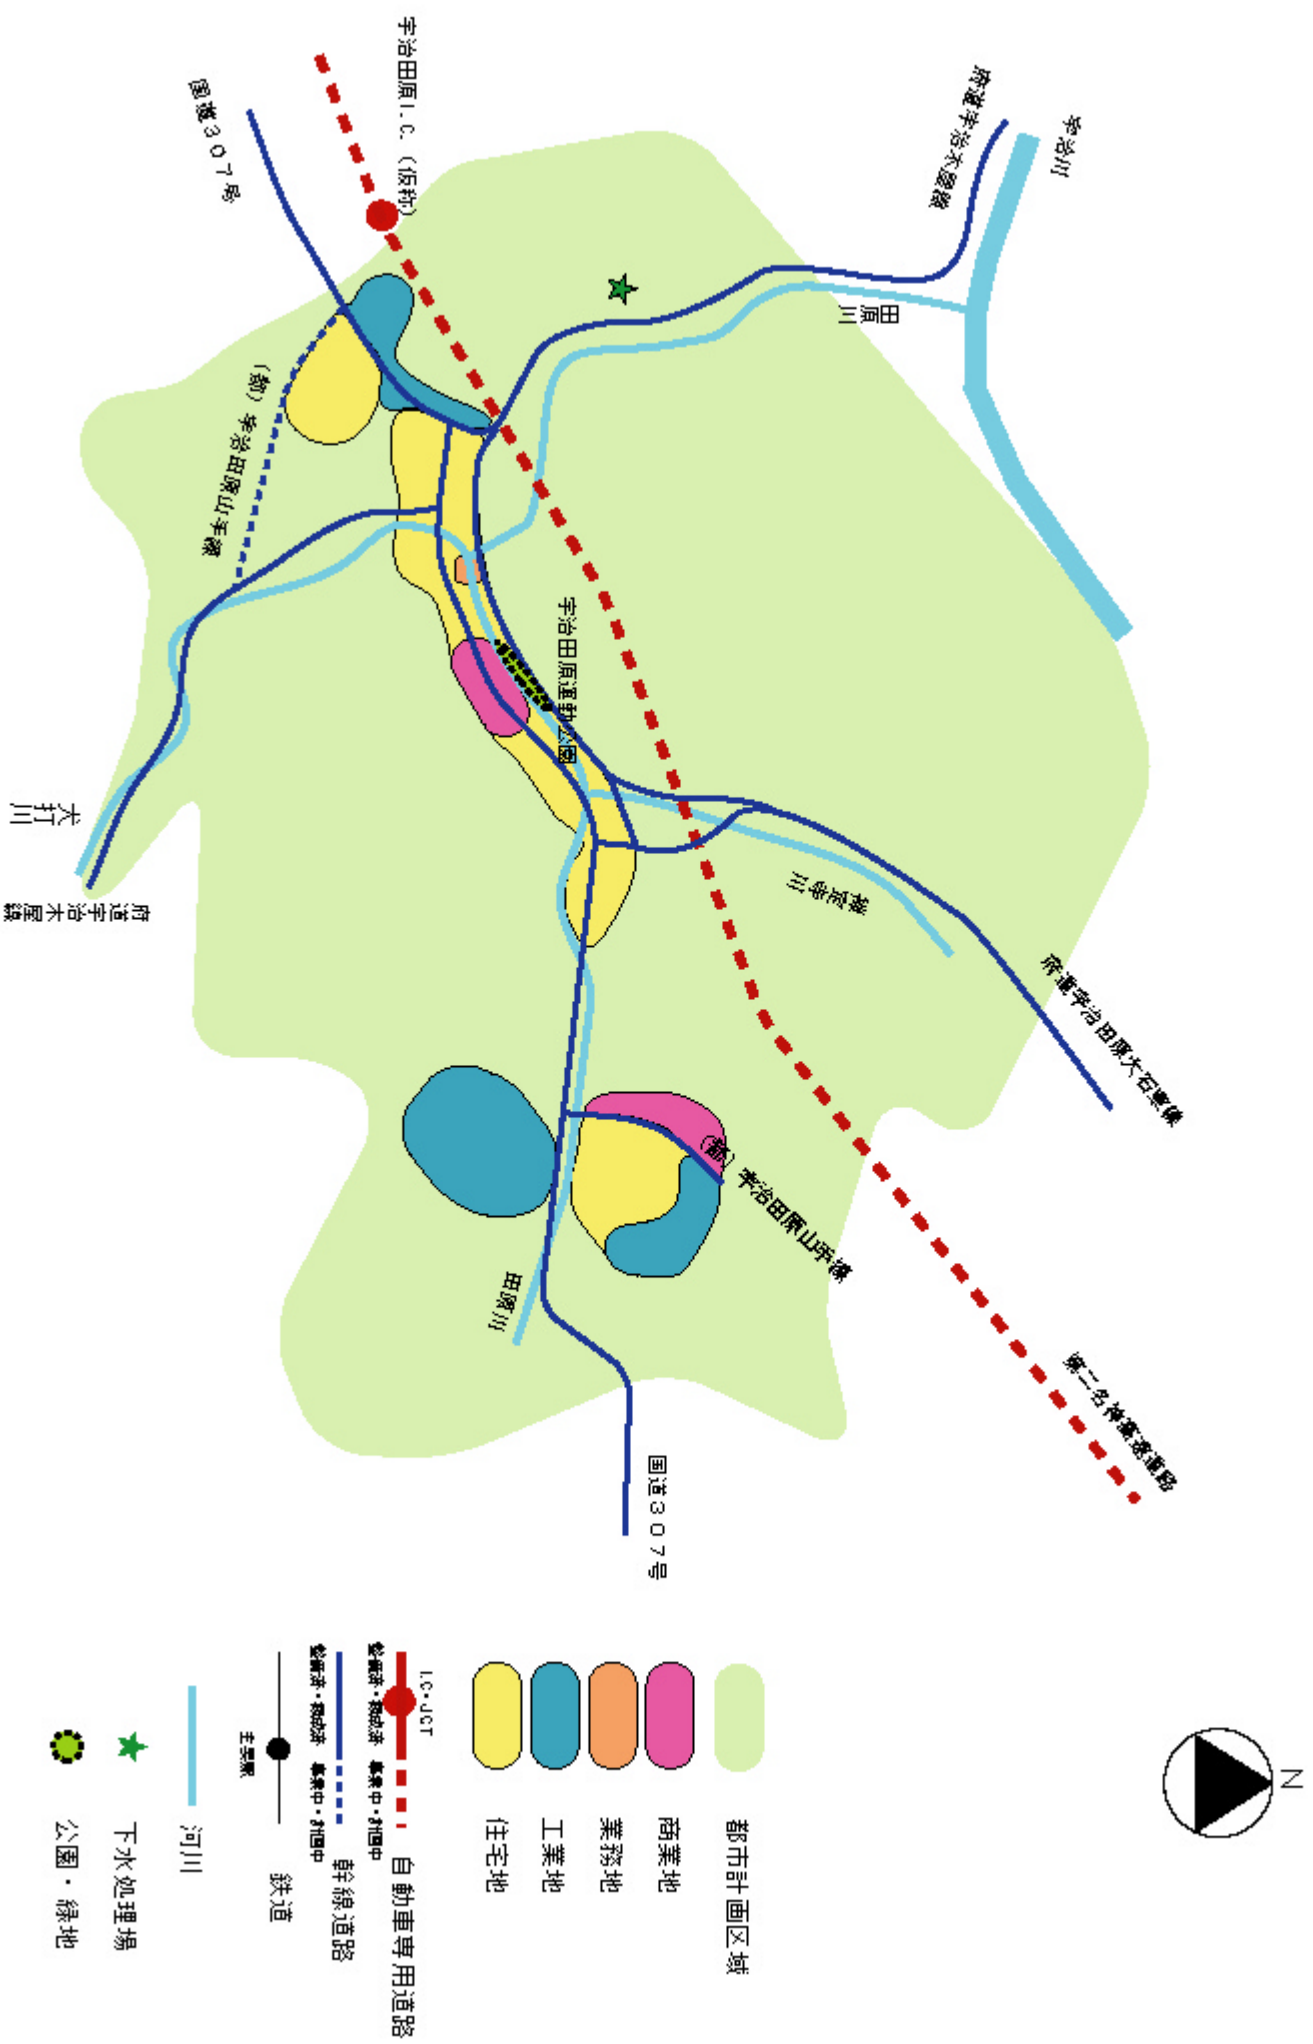 宇治田原I.C.(仮称)
国道307号
府道宇治木屋線
宇治川
田原川
(都)宇治田原山手線
宇治田原運動公園
犬打川
府道宇治木屋線
禅定寺川
府道宇治田原大石東線
(都)宇治田原山手線
田原川
第二名神高速道路
国道307号
N
都市計画区域
商業地
業務地
工業地
住宅地
I.C・JCT
整備済・概成済 事業中・計画中
自動車専用道路
整備済・概成済 事業中・計画中
幹線道路
主要駅
鉄道
河川
下水処理場
公園・緑地